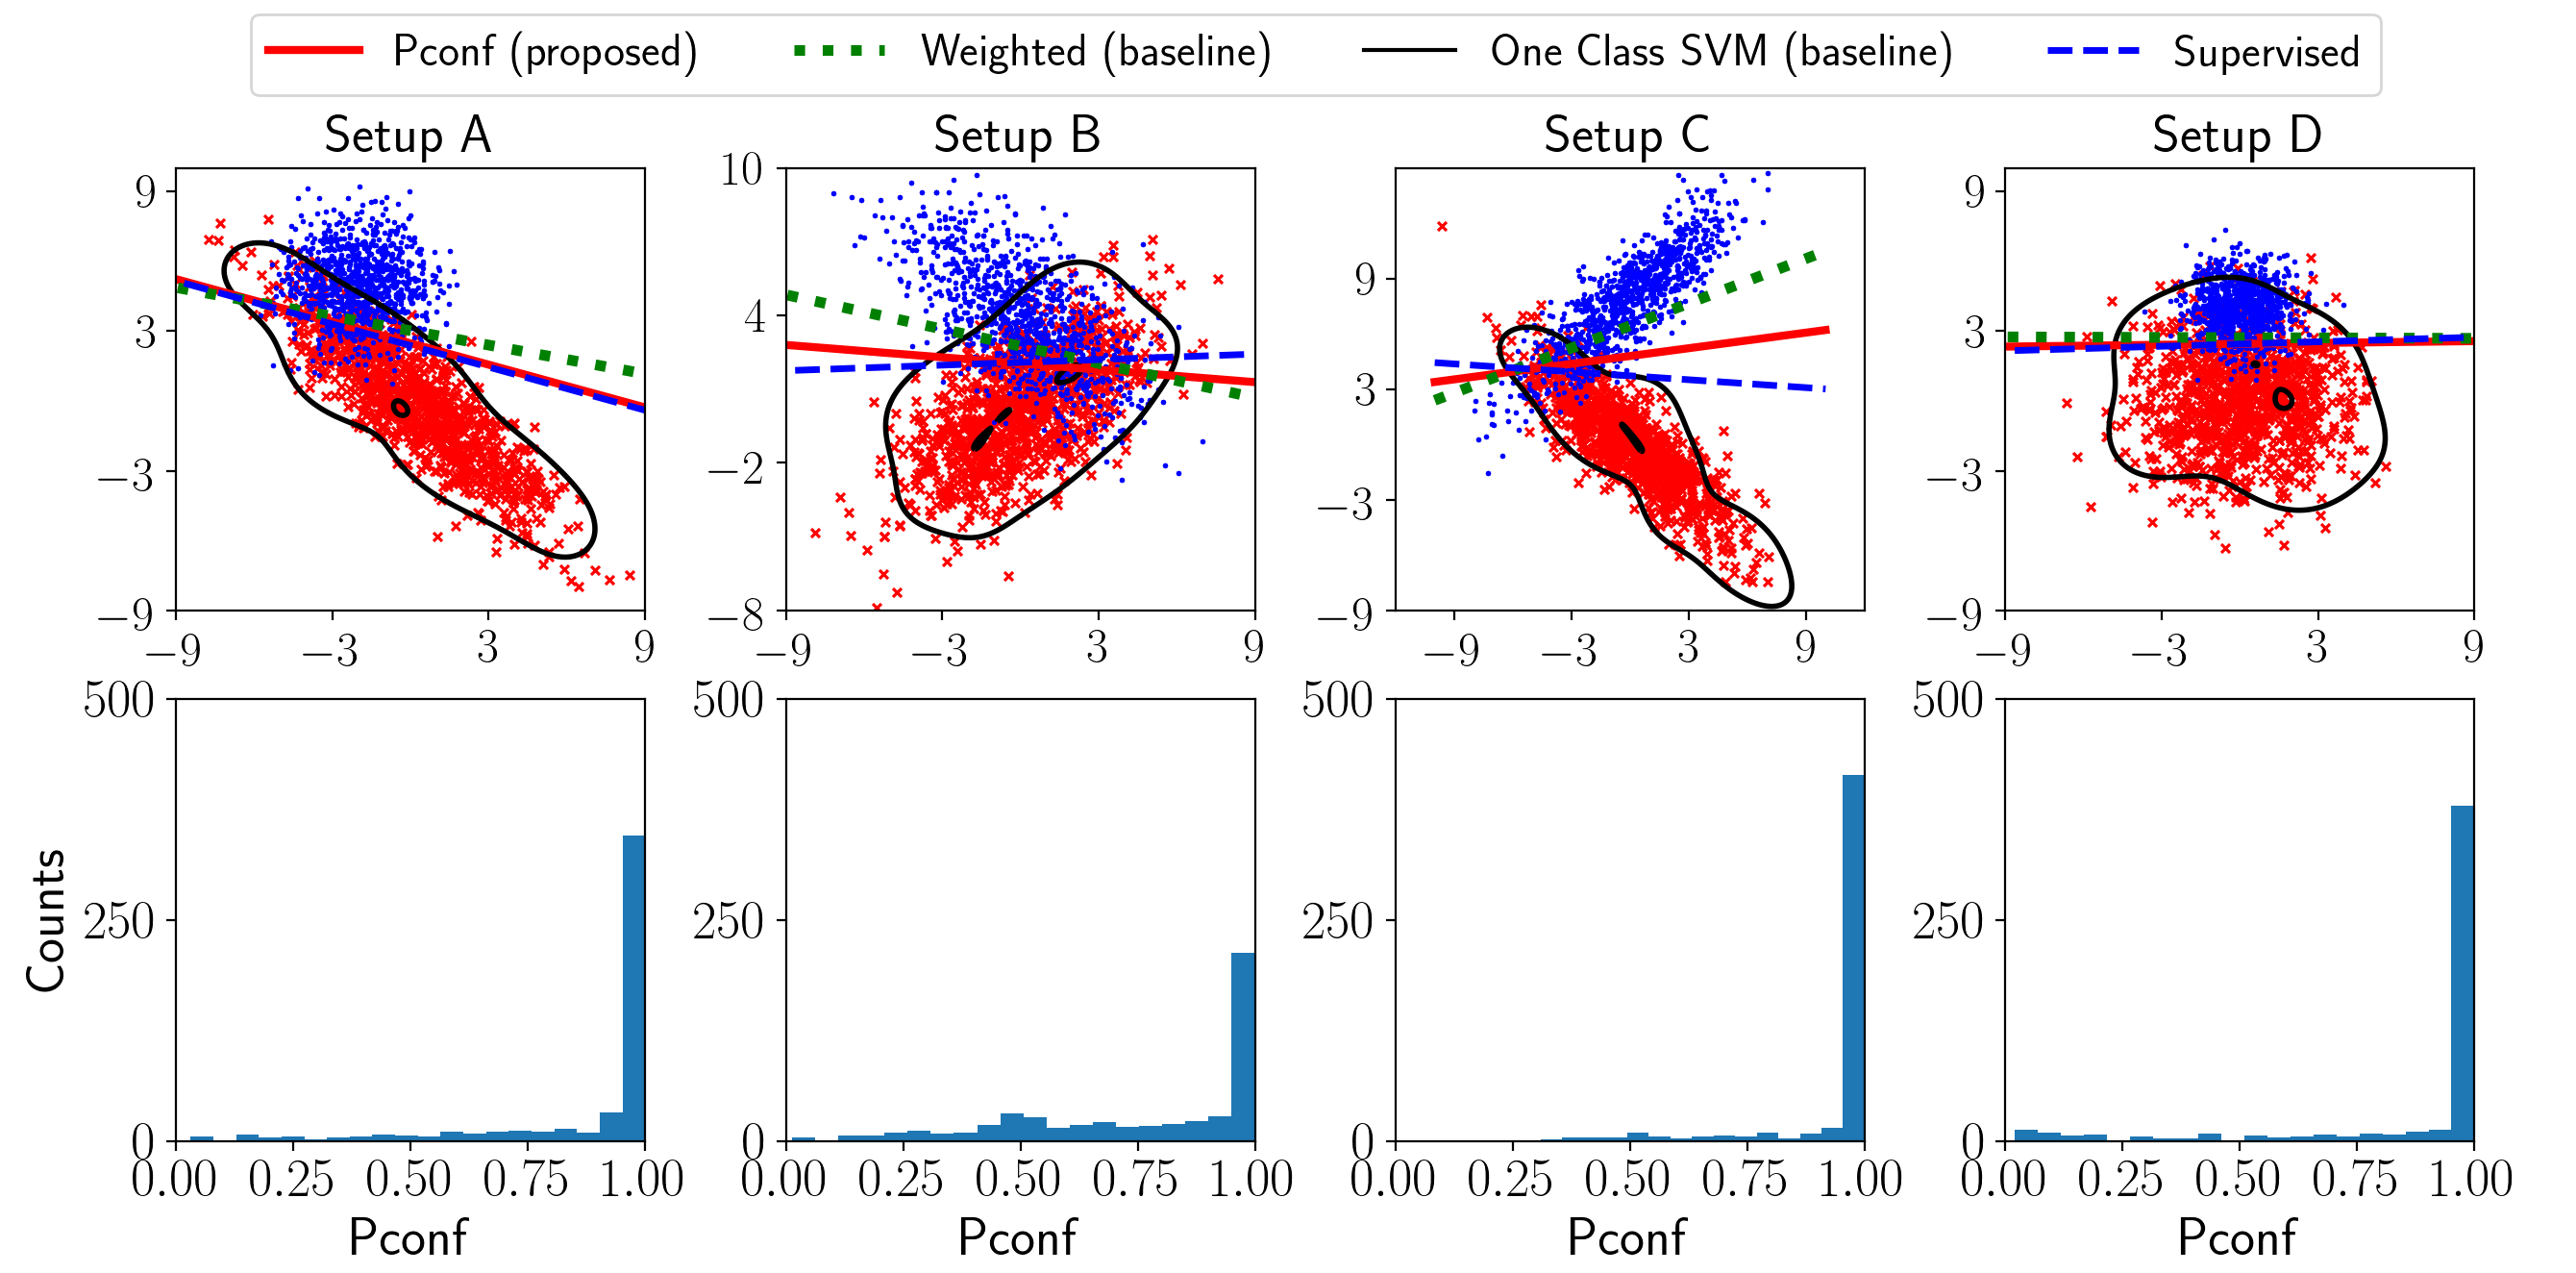 Pconf (proposed) Weighted (baseline) One Class SVM (baseline) Supervised
Setup A Setup B Setup C Setup D
9 3 −3 −9
−9 −3 3 9
10 4 −2 −8
−9 −3 3 9
9 3 −3 −9
−9 −3 3 9
9 3 −3 −9
−9 −3 3 9
Counts
500 250 0
0.00 0.25 0.50 0.75 1.00
Pconf
500 250 0
0.00 0.25 0.50 0.75 1.00
Pconf
500 250 0
0.00 0.25 0.50 0.75 1.00
Pconf
500 250 0
0.00 0.25 0.50 0.75 1.00
Pconf